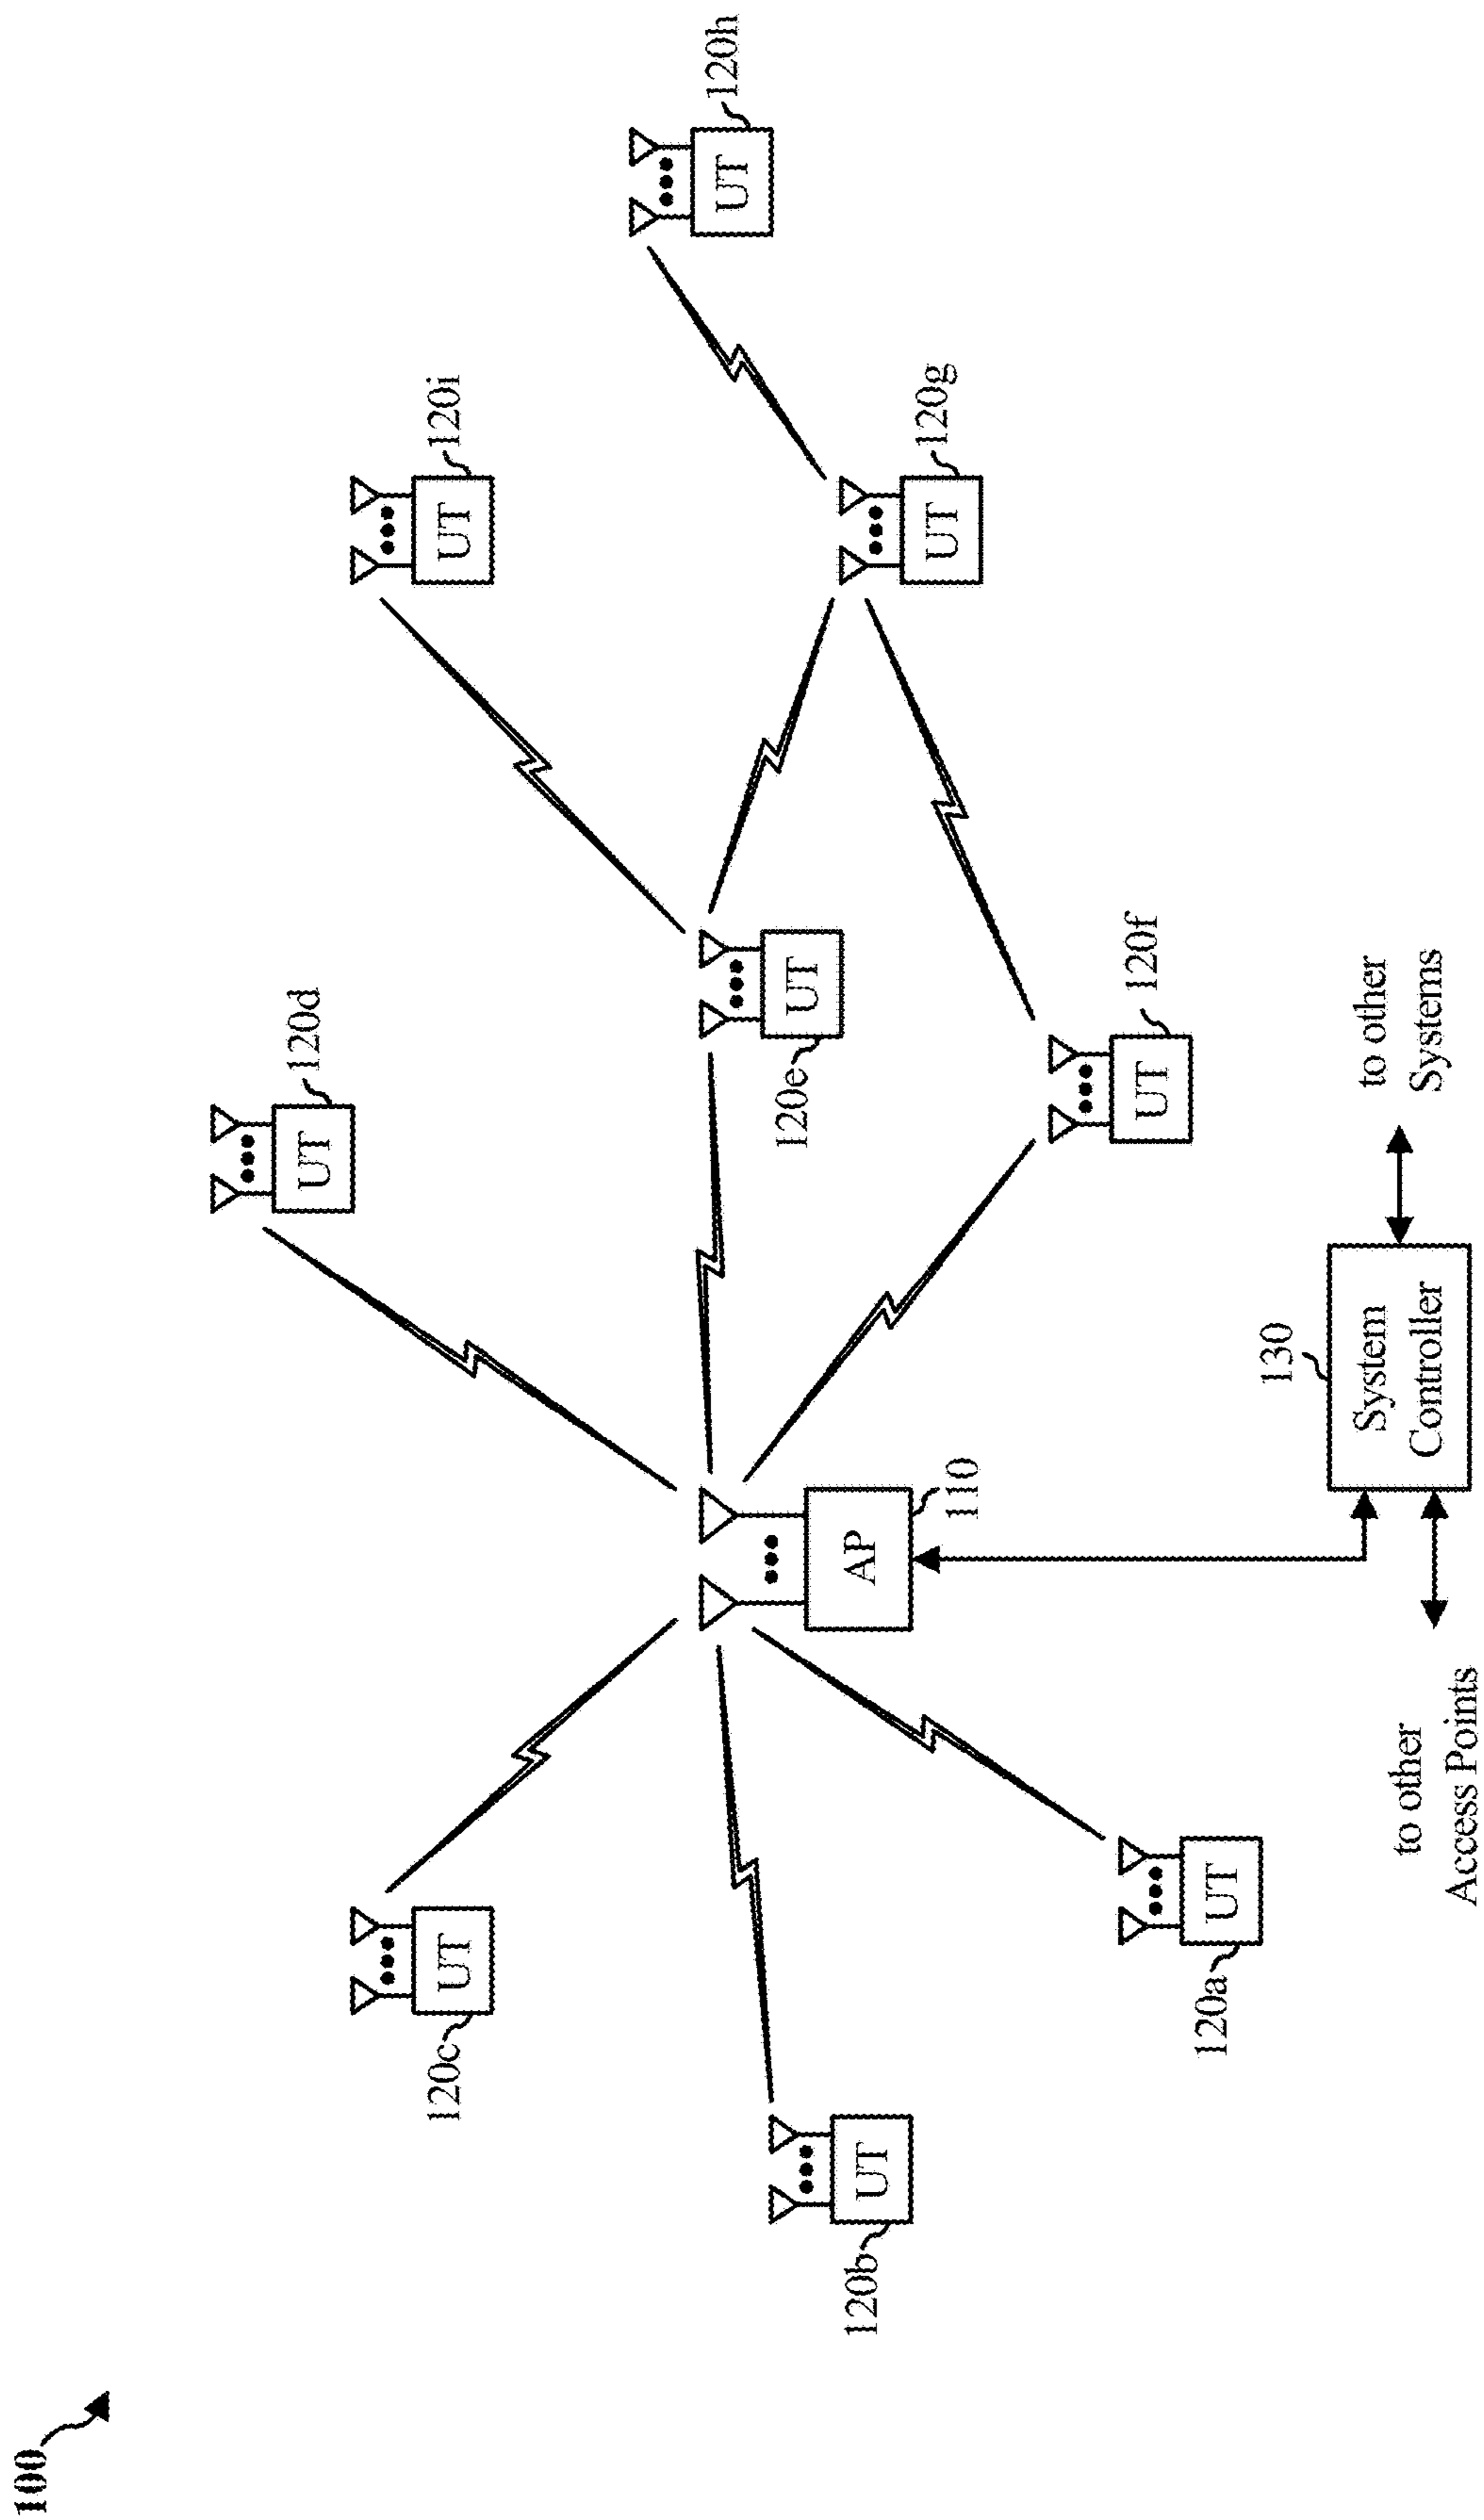 100
120d
UT
120i
UT
120c
UT
120h
UT
120e
UT
120g
UT
120b
UT
AP
110
120f
UT
120a
UT
130
System
Controller
to other
Systems
to other
Access Points